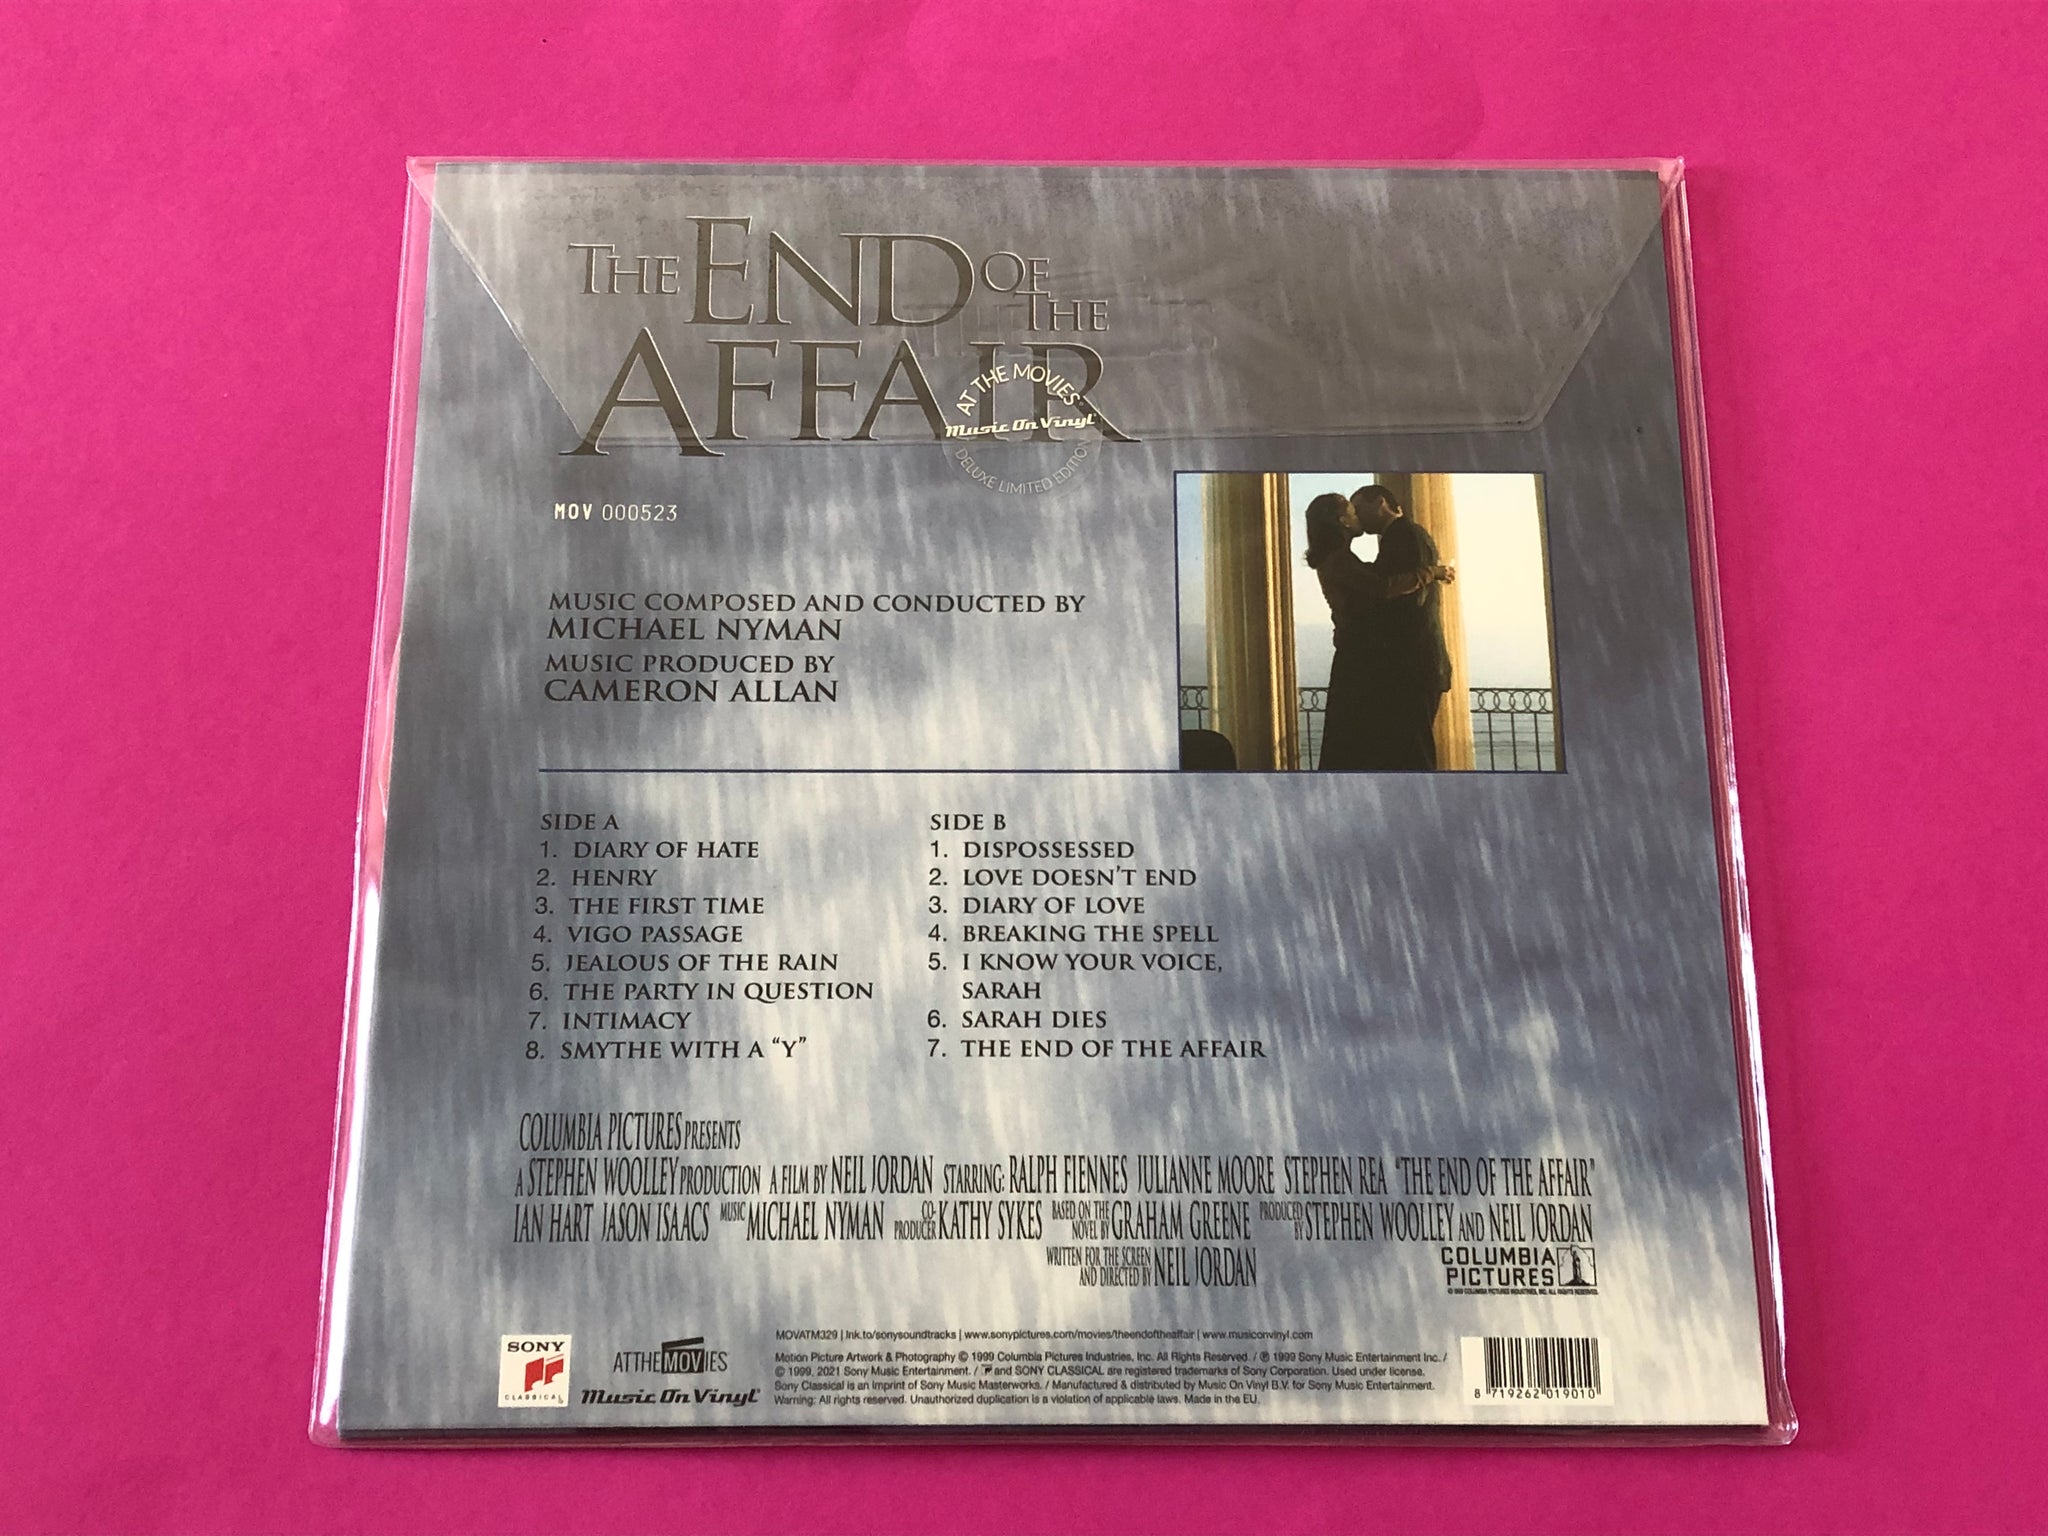 THE END OF THE
AFFAIR
AT THE MOVIES®
Music On Vinyl®
DELUXE LIMITED EDITION
MOV 000523
MUSIC COMPOSED AND CONDUCTED BY
MICHAEL NYMAN
MUSIC PRODUCED BY
CAMERON ALLAN
SIDE A
1. DIARY OF HATE
2. HENRY
3. THE FIRST TIME
4. VIGO PASSAGE
5. JEALOUS OF THE RAIN
6. THE PARTY IN QUESTION
7. INTIMACY
8. SMYTHE WITH A “Y”
SIDE B
1. DISPOSSESSED
2. LOVE DOESN’T END
3. DIARY OF LOVE
4. BREAKING THE SPELL
5. I KNOW YOUR VOICE,
SARAH
6. SARAH DIES
7. THE END OF THE AFFAIR
COLUMBIA PICTURES PRESENTS
A STEPHEN WOOLLEY PRODUCTION A FILM BY NEIL JORDAN STARRING: RALPH FIENNES JULIANNE MOORE STEPHEN REA "THE END OF THE AFFAIR"
IAN HART JASON ISAACS MUSIC MICHAEL NYMAN CO-PRODUCER KATHY SYKES BASED ON THE NOVEL BY GRAHAM GREENE PRODUCED BY STEPHEN WOOLLEY AND NEIL JORDAN
WRITTEN FOR THE SCREEN AND DIRECTED BY NEIL JORDAN
COLUMBIA
PICTURES
© 1999 COLUMBIA PICTURES INDUSTRIES, INC. ALL RIGHTS RESERVED.
SONY
CLASSICAL
ATTHEMOVIES
Music On Vinyl®
MOVATM329 | lnk.to/sonysoundtracks | www.sonypictures.com/movies/theendoftheaffair | www.musiconvinyl.com
Motion Picture Artwork & Photography © 1999 Columbia Pictures Industries, Inc. All Rights Reserved. / ℗ 1999 Sony Music Entertainment Inc. /
© 1999, 2021 Sony Music Entertainment. / and SONY CLASSICAL are registered trademarks of Sony Corporation. Used under license.
Sony Classical is an Imprint of Sony Music Masterworks. / Manufactured & distributed by Music On Vinyl B.V. for Sony Music Entertainment.
Warning: All rights reserved. Unauthorized duplication is a violation of applicable laws. Made in the EU.
8 719262 019010